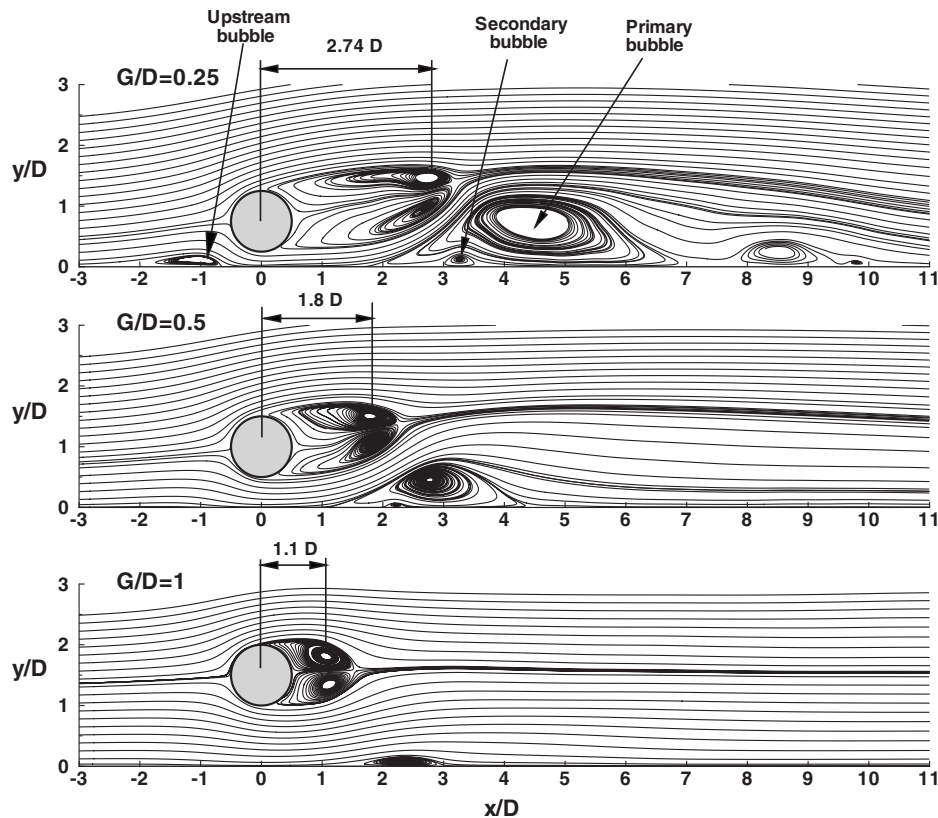 Upstream
bubble
2.74 D
Secondary
bubble
Primary
bubble
G/D=0.25
3
2
y/D
1
0
-3 -2 -1 0 1 2 3 4 5 6 7 8 9 10 11
1.8 D
G/D=0.5
3
2
y/D
1
0
-3 -2 -1 0 1 2 3 4 5 6 7 8 9 10 11
1.1 D
G/D=1
3
2
y/D
1
0
-3 -2 -1 0 1 2 3 4 5 6 7 8 9 10 11
x/D